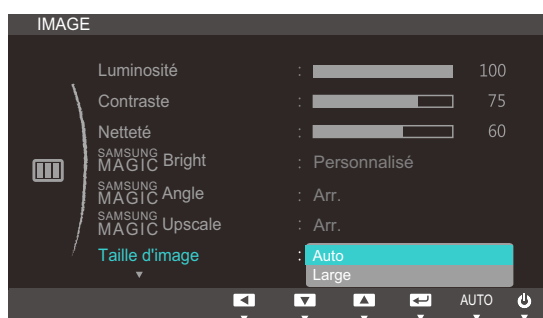 IMAGE
Luminosité : 100
Contraste : 75
Netteté : 60
SAMSUNG MAGIC Bright : Personnalisé
SAMSUNG MAGIC Angle : Arr.
SAMSUNG MAGIC Upscale : Arr.
Taille d'image : Auto
Large
AUTO